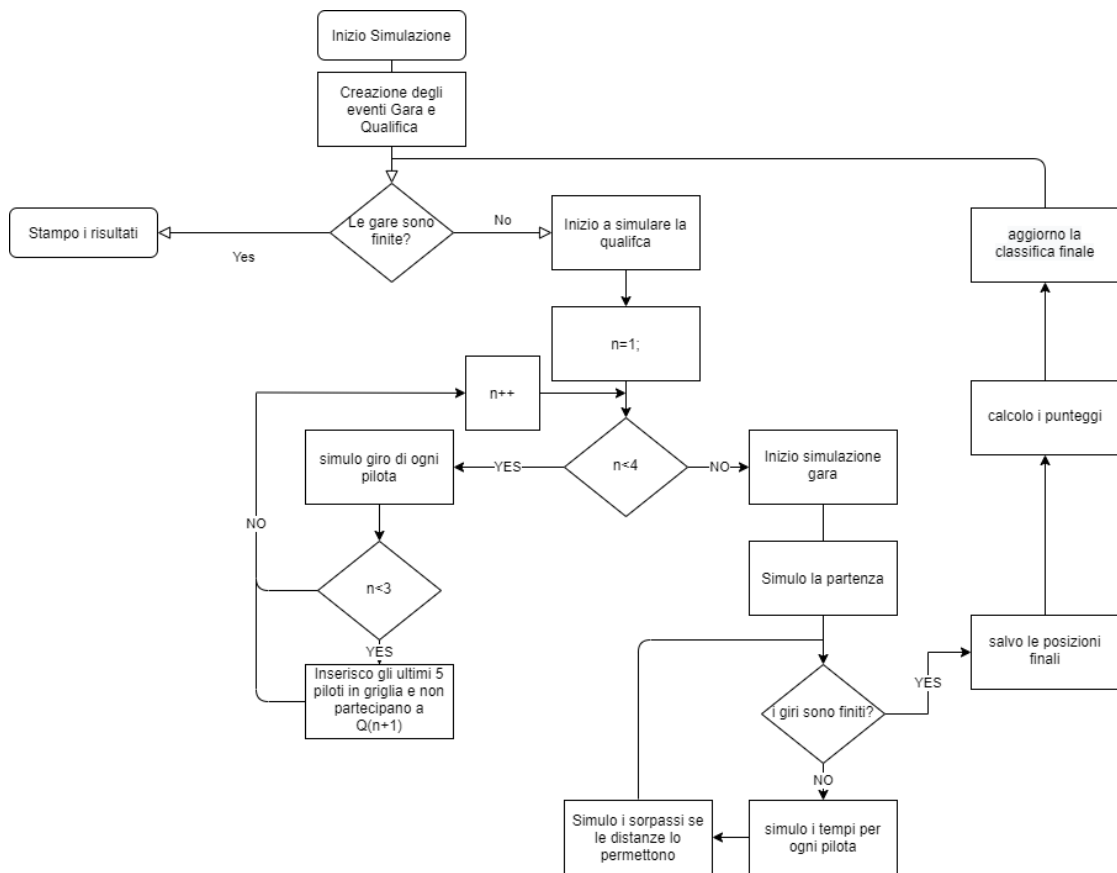 Inizio Simulazione
Creazione degli
eventi Gara e
Qualifica
Le gare sono
finite?
No
Yes
Stampo i risultati
Inizio a simulare la
qualifca
aggiorno la
classifica finale
n=1;
n++
calcolo i punteggi
simulo giro di ogni
pilota
YES
n<4
NO
Inizio simulazione
gara
NO
n<3
Simulo la partenza
YES
Inserisco gli ultimi 5
piloti in griglia e non
partecipano a
Q(n+1)
salvo le posizioni
finali
YES
i giri sono finiti?
NO
Simulo i sorpassi se
le distanze lo
permettono
simulo i tempi per
ogni pilota